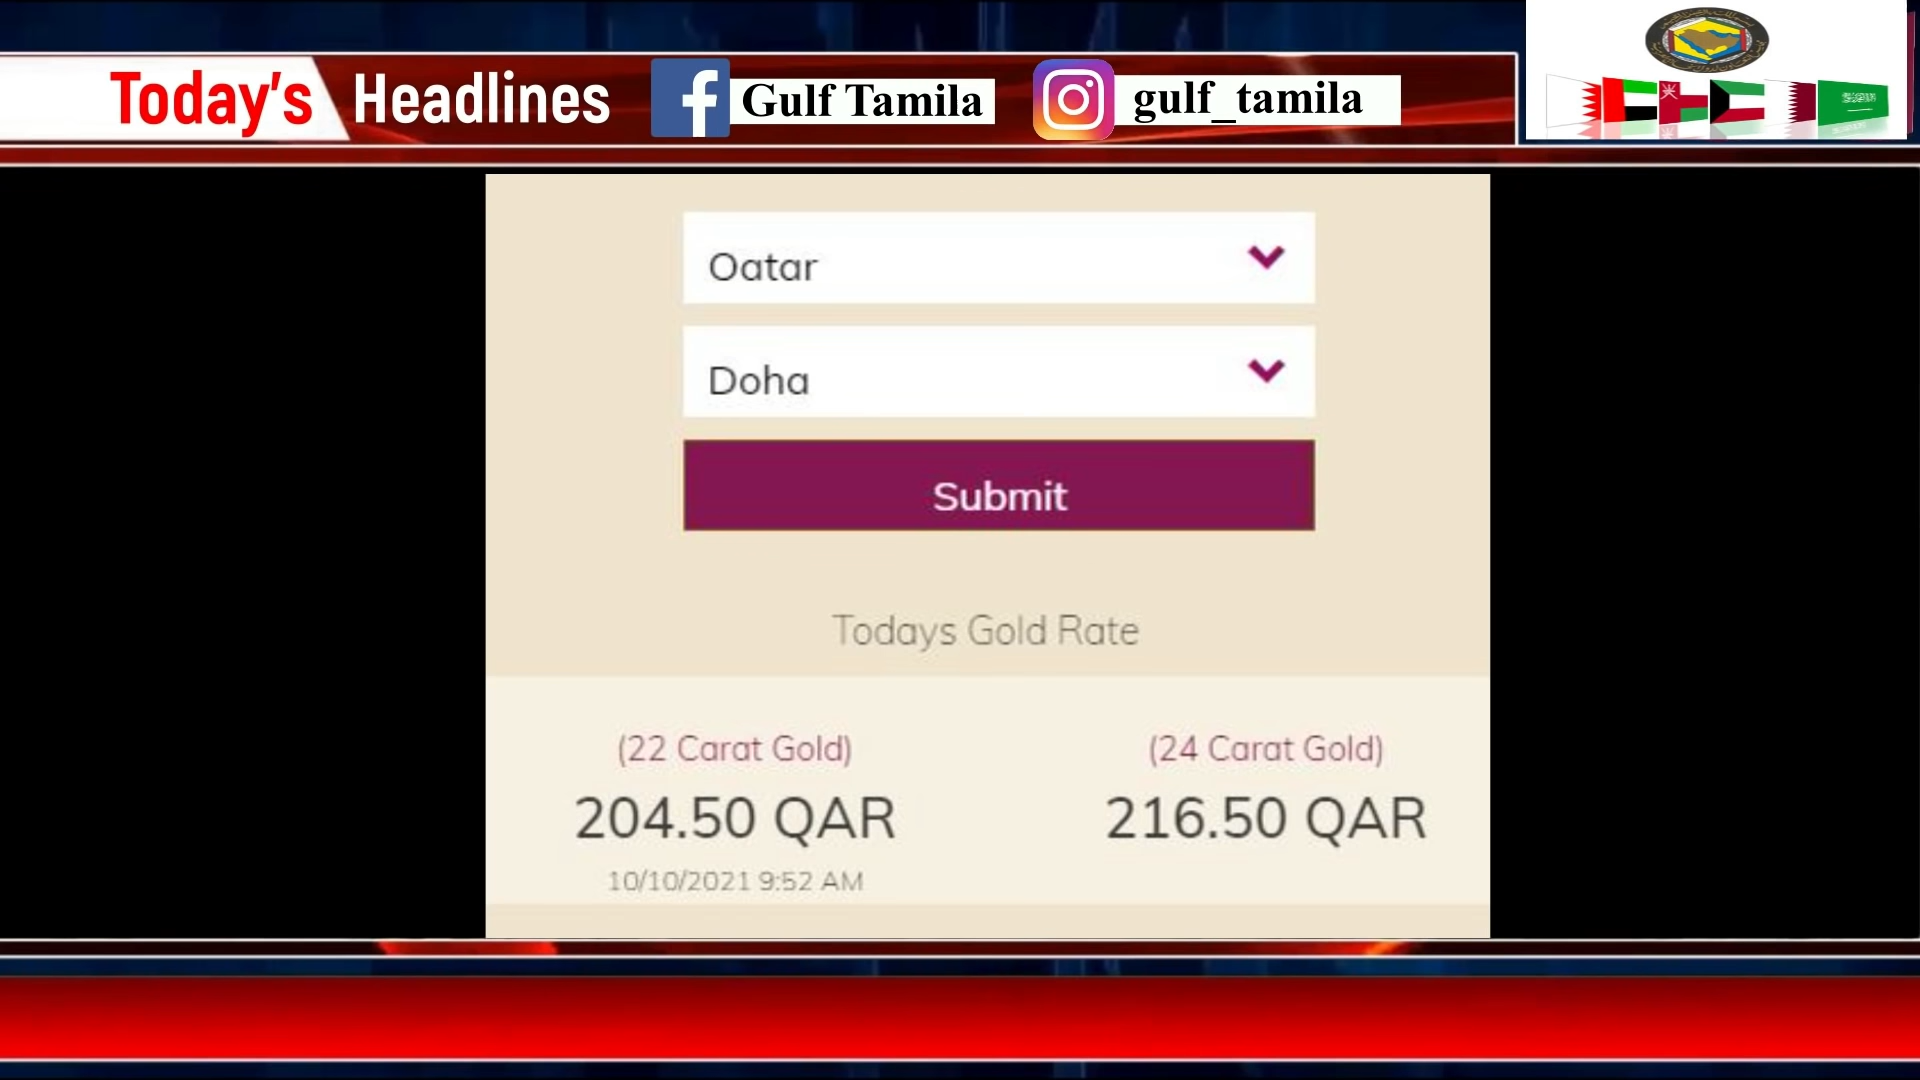 Today's Headlines
Gulf Tamila
gulf_tamila
Qatar
Doha
Submit
Todays Gold Rate
(22 Carat Gold)
(24 Carat Gold)
204.50 QAR
216.50 QAR
10/10/2021 9:52 AM